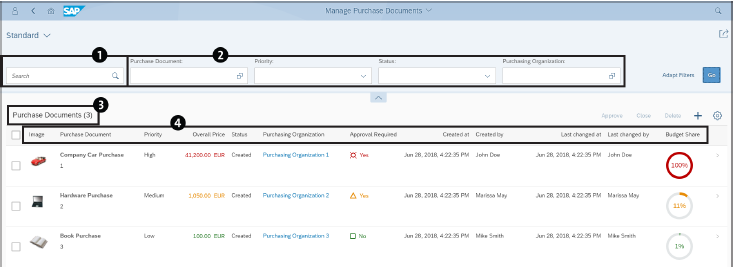 SAP Manage Purchase Documents
Standard
1 2
Purchase Document: Priority: Status: Purchasing Organization:
Search Adapt Filters Go
3
Purchase Documents (3) Approve Close Delete
4
Image Purchase Document Priority Overall Price Status Purchasing Organization Approval Required Created at Created by Last changed at Last changed by Budget Share
Company Car Purchase High 41,200.00 EUR Created Purchasing Organization 1 Yes Jun 28, 2018, 4:22:35 PM John Doe Jun 28, 2018, 4:22:35 PM John Doe 100%
1
Hardware Purchase Medium 1,050.00 EUR Created Purchasing Organization 2 Yes Jun 28, 2018, 4:22:35 PM Marissa May Jun 28, 2018, 4:22:35 PM Marissa May 11%
2
Book Purchase Low 100.00 EUR Created Purchasing Organization 3 No Jun 28, 2018, 4:22:35 PM Mike Smith Jun 28, 2018, 4:22:35 PM Mike Smith 1%
3